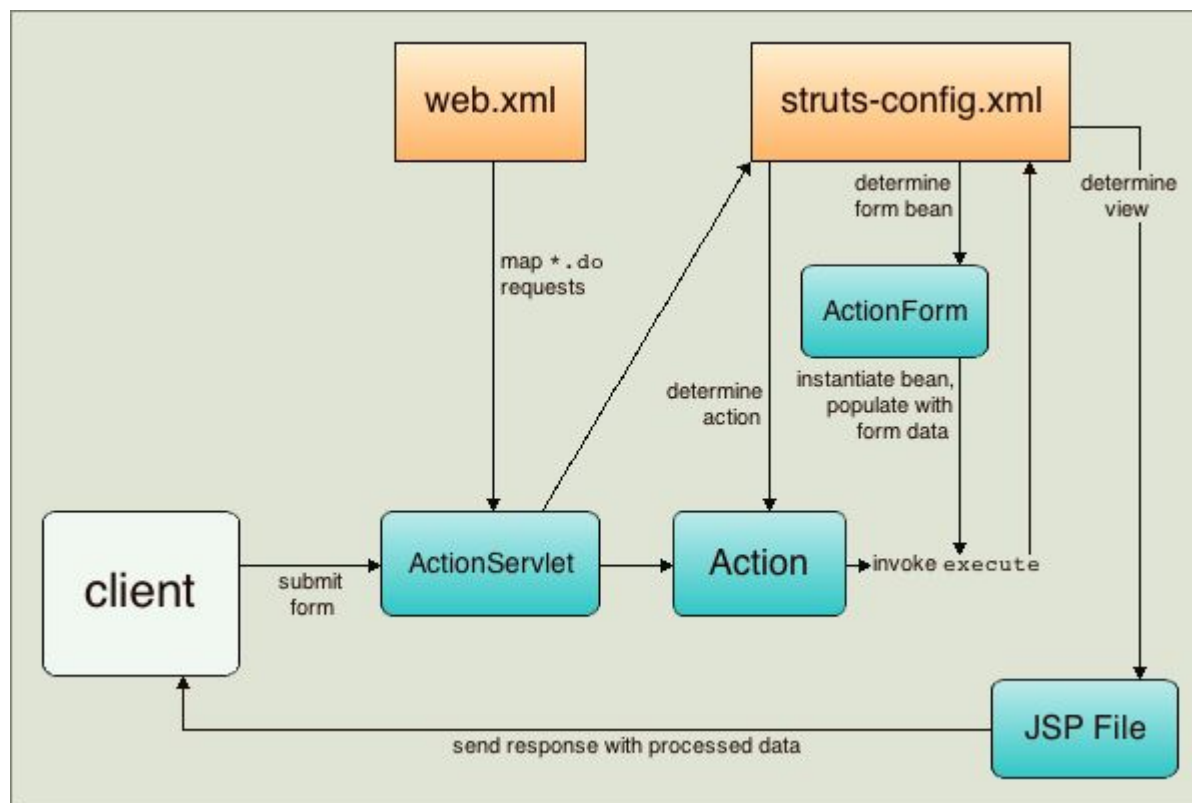 web.xml
struts-config.xml
determine
form bean
determine
view
map *.do
requests
ActionForm
determine
action
instantiate bean,
populate with
form data
client
submit
form
ActionServlet
Action
invoke execute
JSP File
send response with processed data